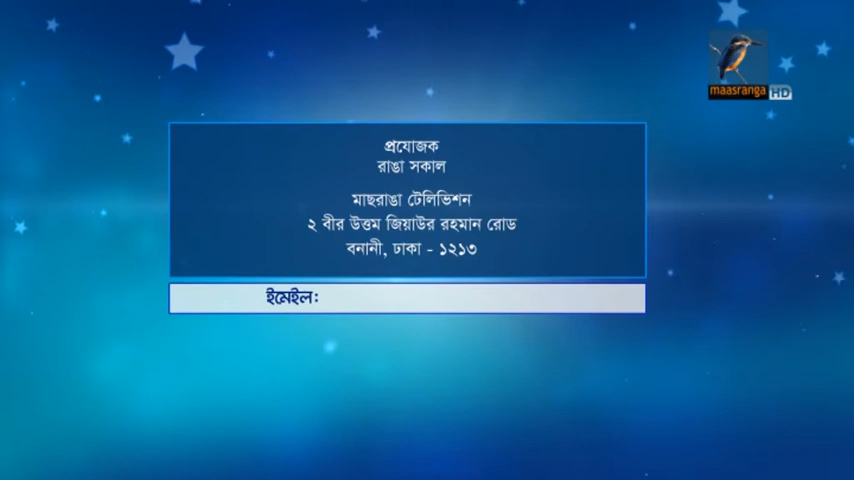 maasranga HD
প্রযোজক
রাঙা সকাল
মাছরাঙা টেলিভিশন
২ বীর উত্তম জিয়াউর রহমান রোড
বনানী, ঢাকা - ১২১৩
ইমেইল: